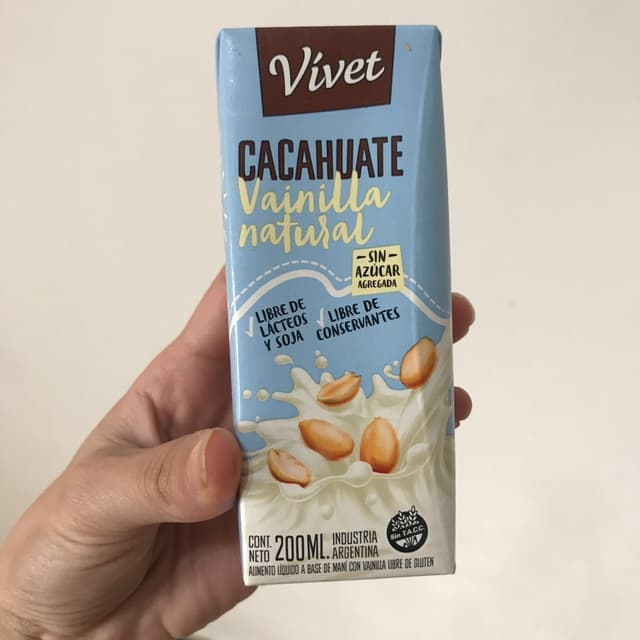 Vívet
CACAHUATE
Vainilla
natural
SIN
AZÚCAR
AGREGADA
LIBRE DE
LÁCTEOS
Y SOJA
LIBRE DE
CONSERVANTES
CONT.
NETO 200ML.
INDUSTRIA
ARGENTINA
Sin T.A.C.C.
ALIMENTO LÍQUIDO A BASE DE MANÍ CON VAINILLA LIBRE DE GLUTEN